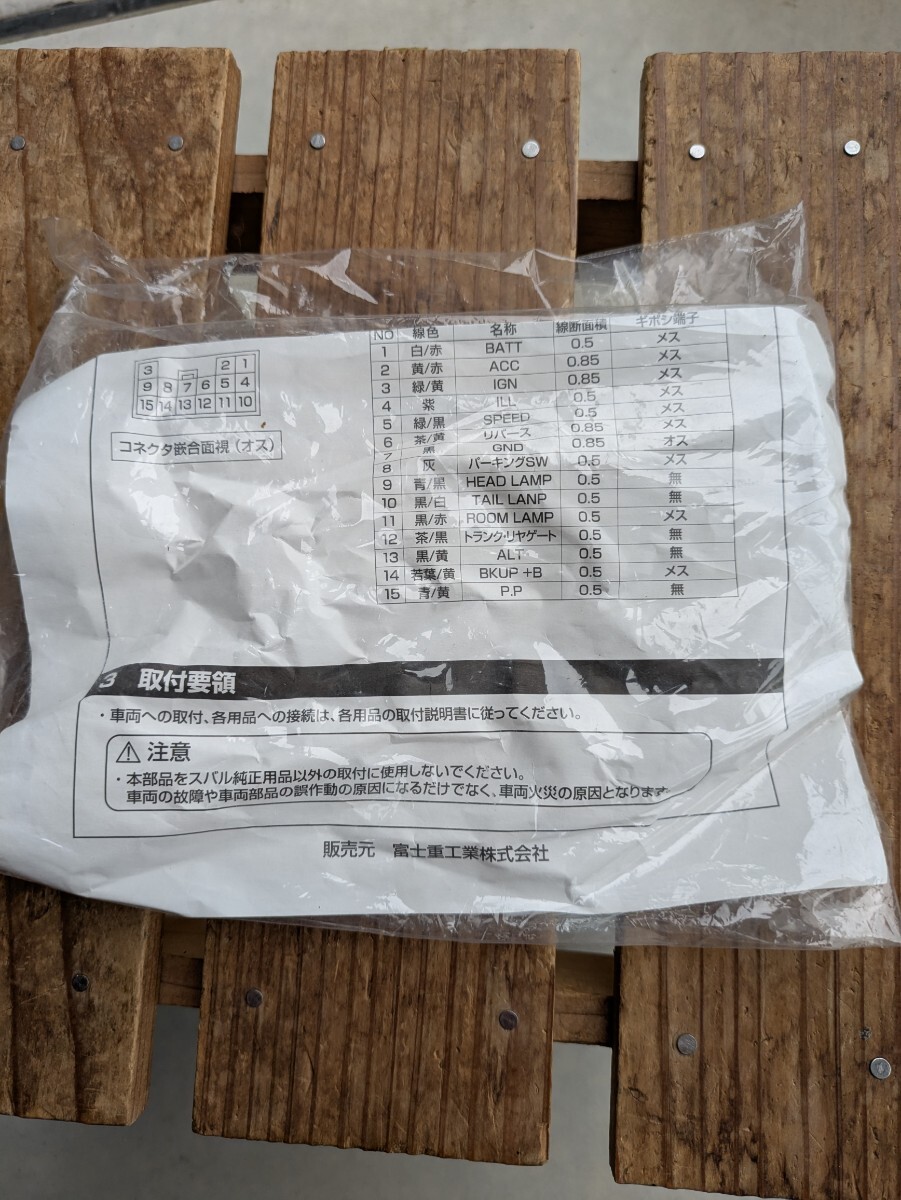 3 2 1
9 8 7 6 5 4
15 14 13 12 11 10
コネクタ嵌合面視(オス)
NO 線色 名称 線断面積 ギボシ端子
1 白/赤 BATT 0.5 メス
2 黄/赤 ACC 0.85 メス
3 緑/黄 IGN 0.85 メス
4 紫 ILL 0.5 メス
5 緑/黒 SPEED 0.5 メス
6 茶/黄 リバース 0.85 メス
7 黒 GND 0.85 オス
8 灰 パーキングSW 0.5 メス
9 青/黒 HEAD LAMP 0.5 無
10 黒/白 TAIL LANP 0.5 無
11 黒/赤 ROOM LAMP 0.5 メス
12 茶/黒 トランク・リヤゲート 0.5 無
13 黒/黄 ALT 0.5 無
14 若葉/黄 BKUP +B 0.5 メス
15 青/黄 P.P 0.5 無
3 取付要領
・車両への取付、各用品への接続は、各用品の取付説明書に従ってください。
⚠ 注意
・本部品をスバル純正用品以外の取付に使用しないでください。
車両の故障や車両部品の誤作動の原因になるだけでなく、車両火災の原因となります
販売元 富士重工業株式会社